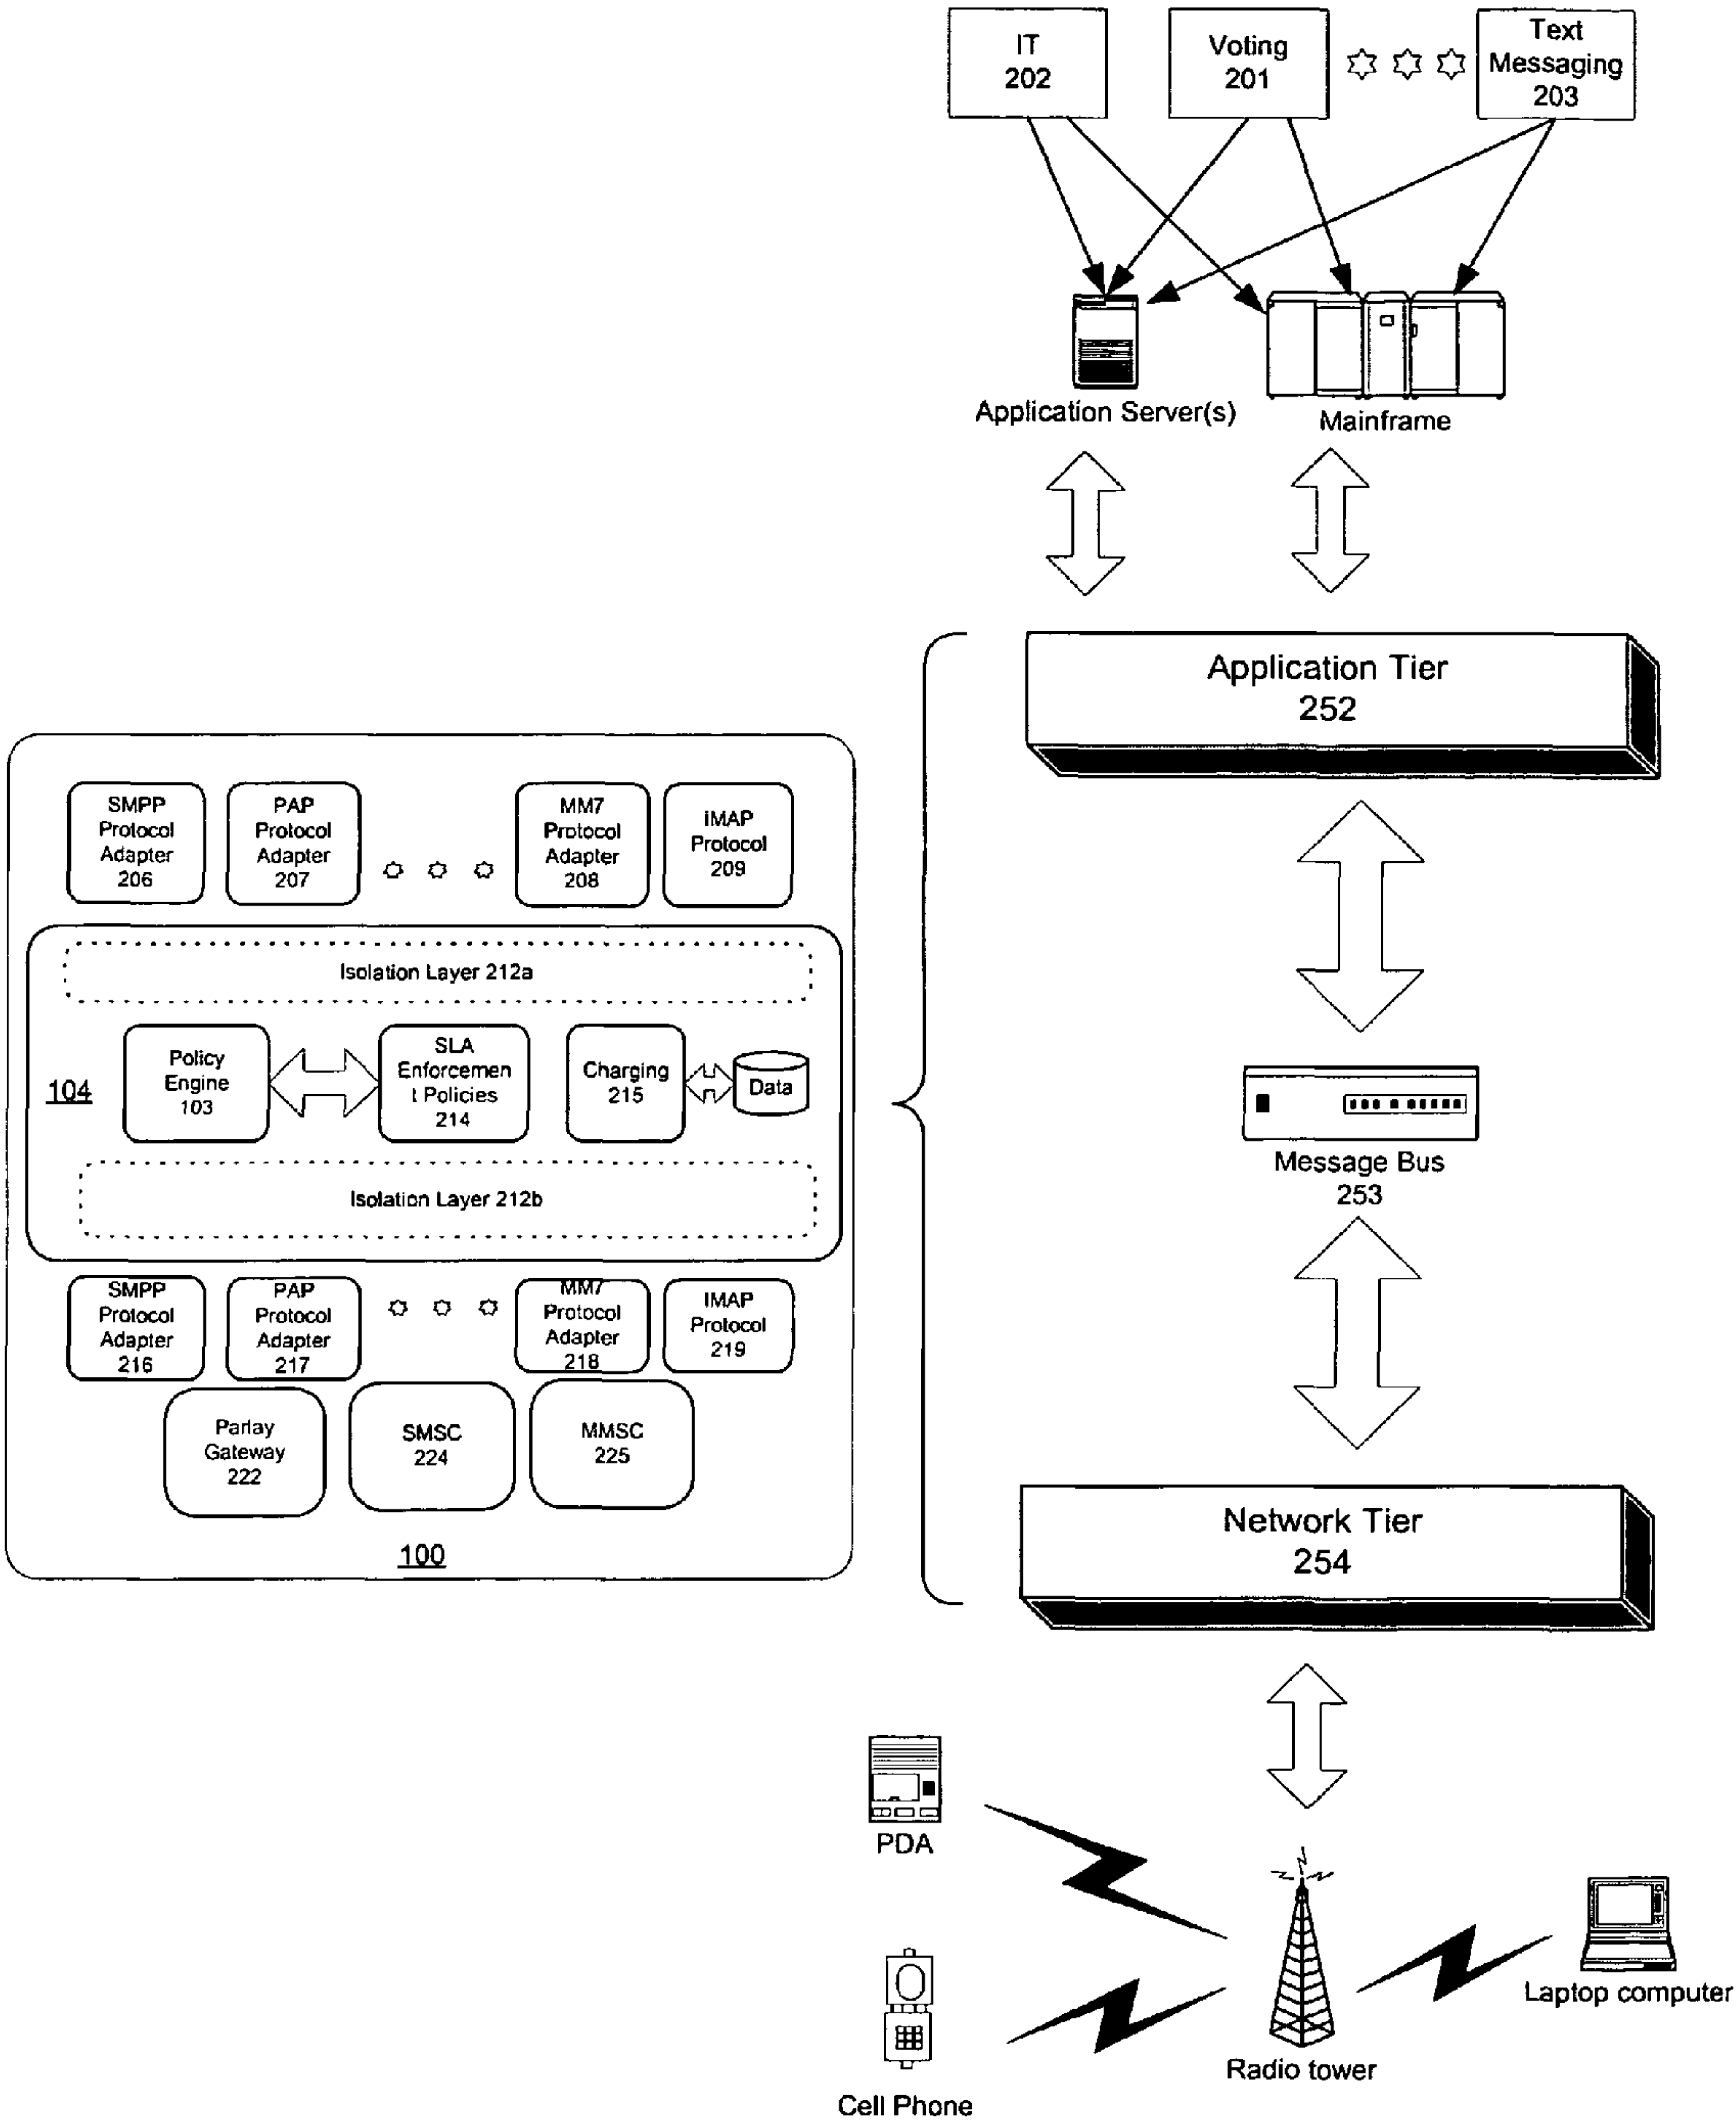 IT
202
Voting
201
Text
Messaging
203
Application Server(s)
Mainframe
Application Tier
252
SMPP
Protocol
Adapter
206
PAP
Protocol
Adapter
207
MM7
Protocol
Adapter
208
IMAP
Protocol
209
Isolation Layer 212a
104
Policy
Engine
103
SLA
Enforcemen
t Policies
214
Charging
215
Data
Isolation Layer 212b
SMPP
Protocol
Adapter
216
PAP
Protocol
Adapter
217
MM7
Protocol
Adapter
218
IMAP
Protocol
219
Parlay
Gateway
222
SMSC
224
MMSC
225
100
Message Bus
253
Network Tier
254
PDA
Cell Phone
Radio tower
Laptop computer